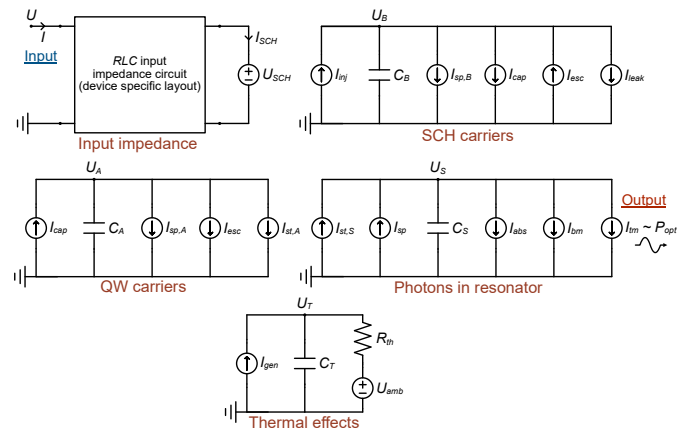 U
I
Input
RLC input
impedance circuit
(device specific layout)
I_SCH
U_SCH
Input impedance
U_B
I_inj
C_B
I_sp,B
I_cap
I_esc
I_leak
SCH carriers
U_A
I_cap
C_A
I_sp,A
I_esc
I_st,A
QW carriers
U_S
Output
I_st,S
I_sp
C_S
I_abs
I_bm
I_tm ~ P_opt
Photons in resonator
U_T
I_gen
C_T
R_th
U_amb
Thermal effects